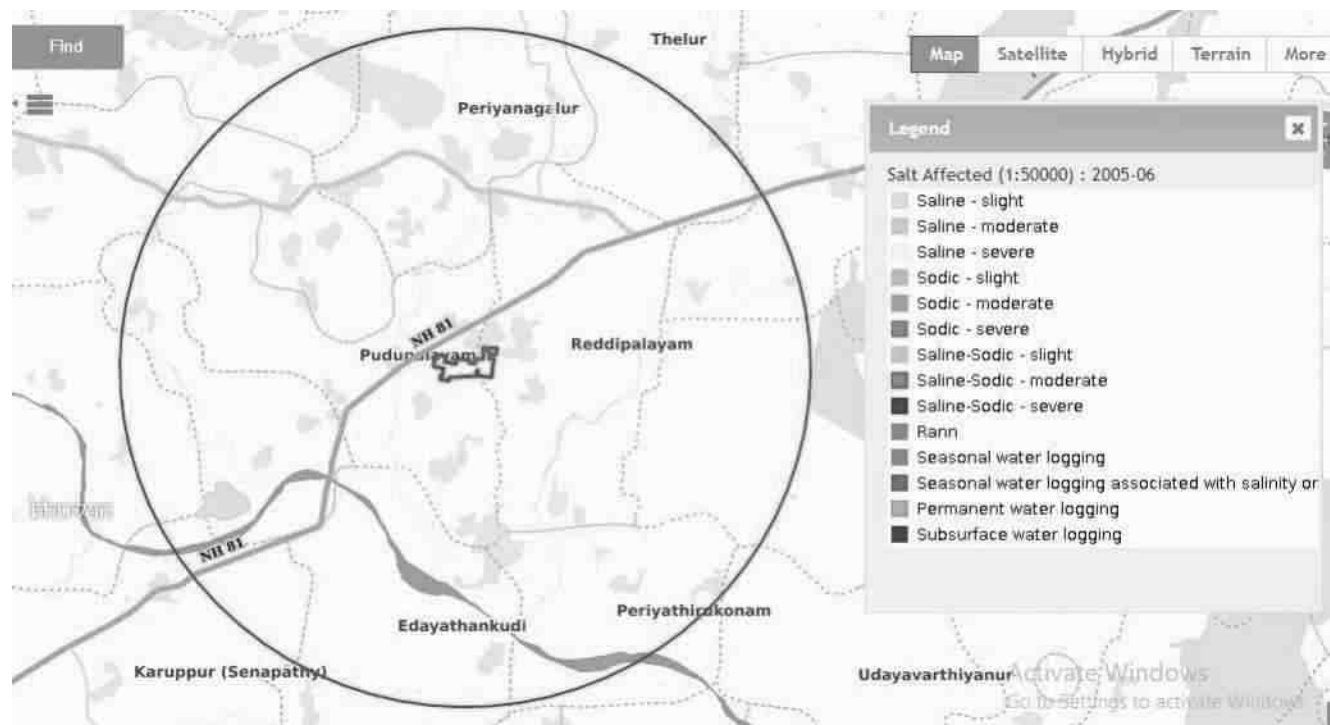 Find
Thelur
Map Satellite Hybrid Terrain More
Periyanagalur
Legend
Salt Affected (1:50000) : 2005-06
Saline - slight
Saline - moderate
Saline - severe
Sodic - slight
Sodic - moderate
Sodic - severe
Saline-Sodic - slight
Saline-Sodic - moderate
Saline-Sodic - severe
Rann
Seasonal water logging
Seasonal water logging associated with salinity or
Permanent water logging
Subsurface water logging
NH 81
Pudupalayam
Reddipalayam
NH 81
Edayathankudi
Periyathirukonam
Karuppur (Senapathy)
Udayavarthiyanur
Activate Windows
Go to Settings to activate Windows